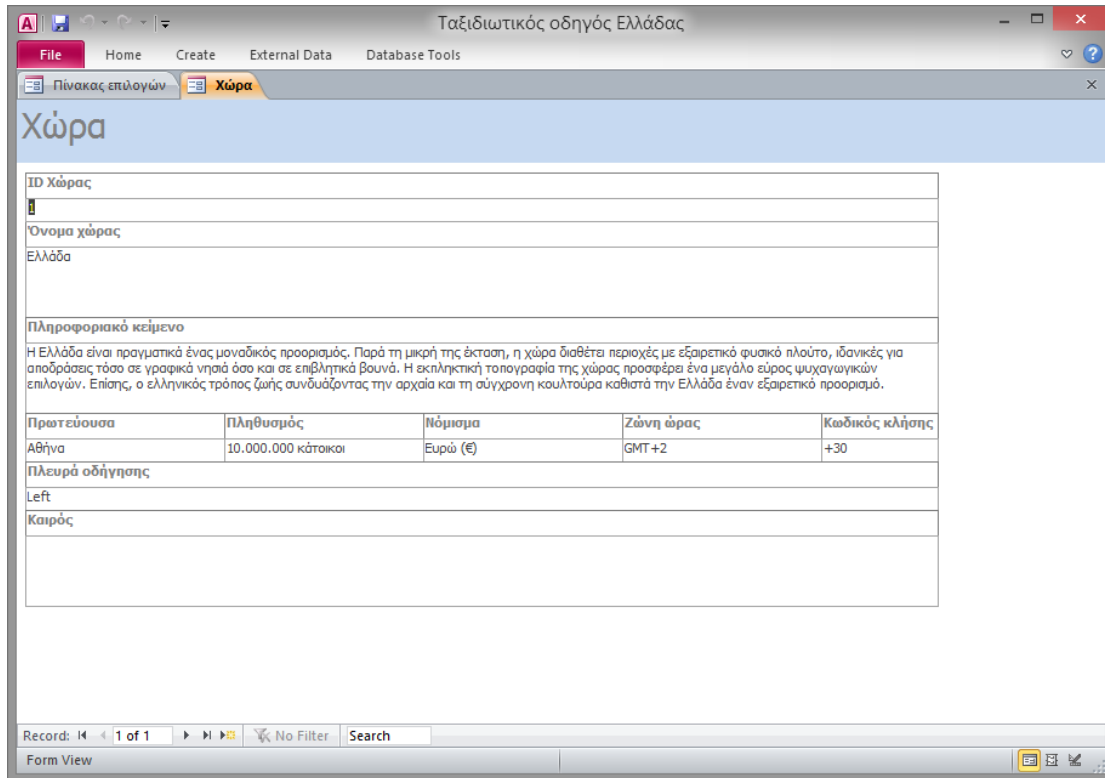 Ταξιδιωτικός οδηγός Ελλάδας
File Home Create External Data Database Tools
Πίνακας επιλογών Χώρα
Χώρα
ID Χώρας
1
Όνομα χώρας
Ελλάδα
Πληροφοριακό κείμενο
Η Ελλάδα είναι πραγματικά ένας μοναδικός προορισμός. Παρά τη μικρή της έκταση, η χώρα διαθέτει περιοχές με εξαιρετικό φυσικό πλούτο, ιδανικές για
αποδράσεις τόσο σε γραφικά νησιά όσο και σε επιβλητικά βουνά. Η εκπληκτική τοπογραφία της χώρας προσφέρει ένα μεγάλο εύρος ψυχαγωγικών
επιλογών. Επίσης, ο ελληνικός τρόπος ζωής συνδυάζοντας την αρχαία και τη σύγχρονη κουλτούρα καθιστά την Ελλάδα έναν εξαιρετικό προορισμό.
Πρωτεύουσα Πληθυσμός Νόμισμα Ζώνη ώρας Κωδικός κλήσης
Αθήνα 10.000.000 κάτοικοι Ευρώ (€) GMT+2 +30
Πλευρά οδήγησης
Left
Καιρός
Record: 1 of 1 No Filter Search
Form View